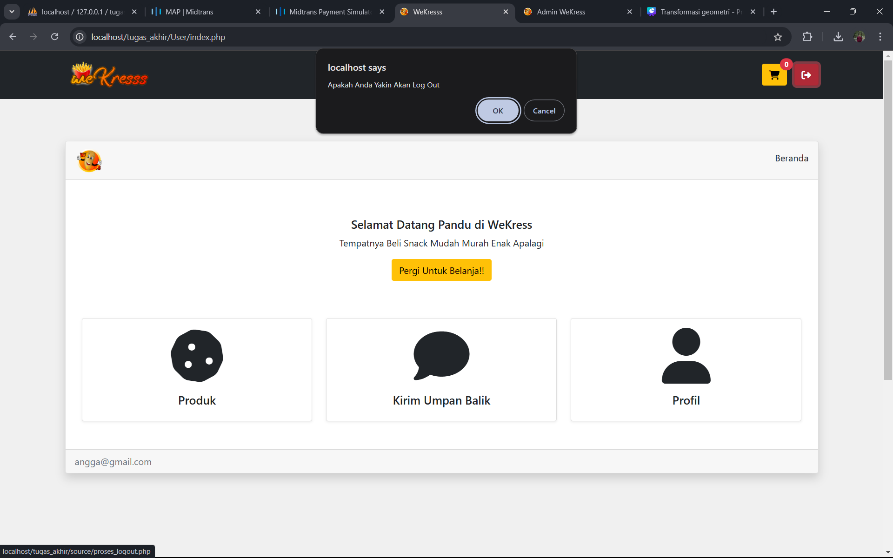 localhost / 127.0.0.1 / tuga
MAP | Midtrans
Midtrans Payment Simulat
WeKresss
Admin WeKress
Transformasi geometri - P
localhost/tugas_akhir/User/index.php
localhost says
Apakah Anda Yakin Akan Log Out
OK
Cancel
weKresss
0
Beranda
Selamat Datang Pandu di WeKress
Tempatnya Beli Snack Mudah Murah Enak Apalagi
Pergi Untuk Belanja!!
Produk
Kirim Umpan Balik
Profil
angga@gmail.com
localhost/tugas_akhir/source/proses_logout.php